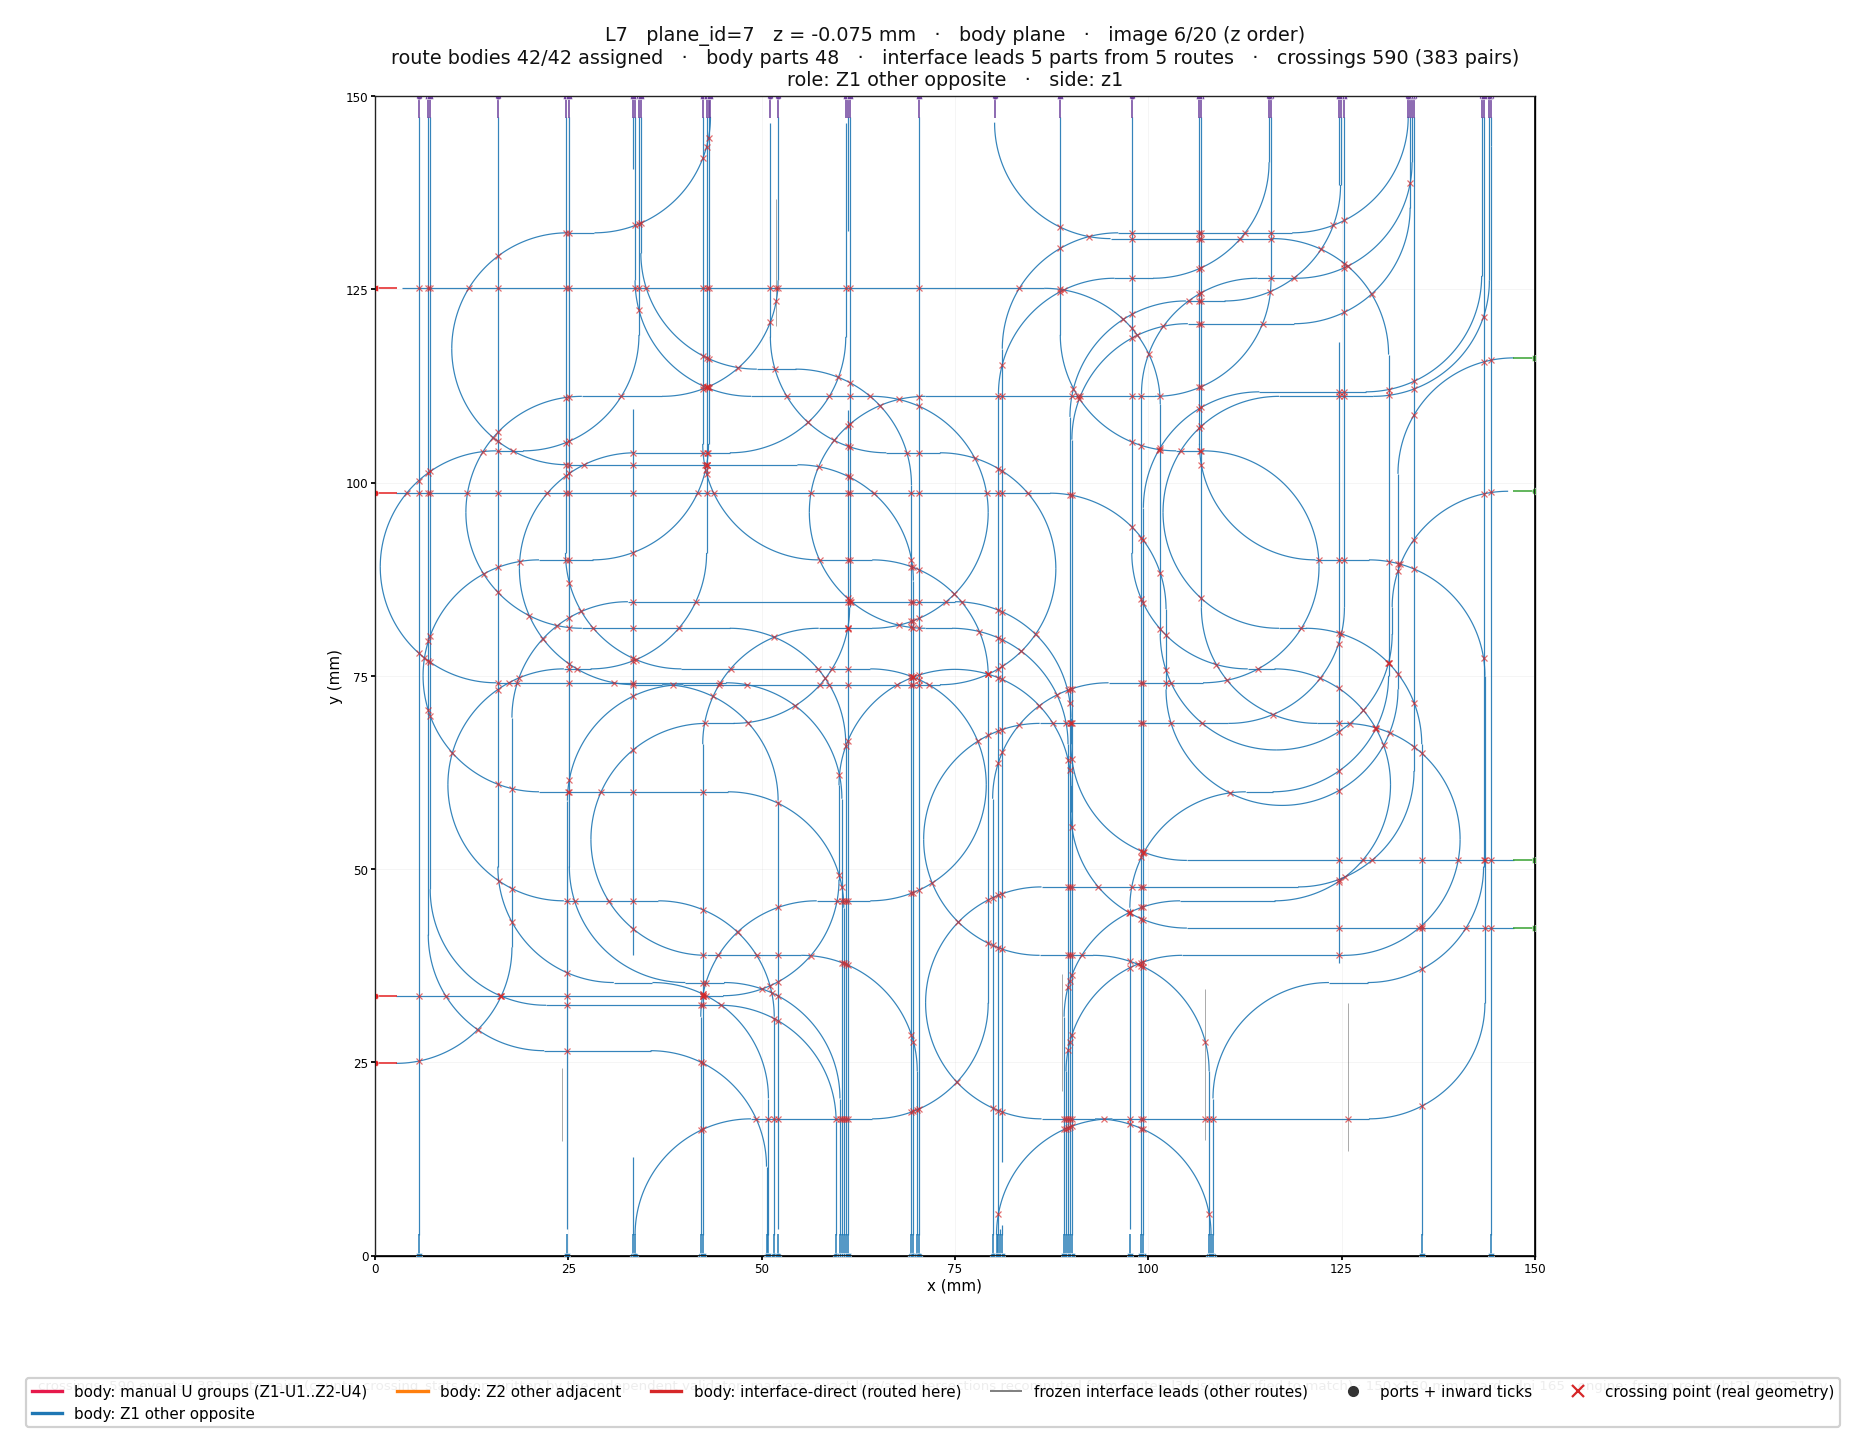 L7 plane_id=7 z = -0.075 mm · body plane · image 6/20 (z order)
route bodies 42/42 assigned · body parts 48 · interface leads 5 parts from 5 routes · crossings 590 (383 pairs)
role: Z1 other opposite · side: z1
150
125
100
75
50
25
0
y (mm)
0 25 50 75 100 125 150
x (mm)
body: manual U groups (Z1-U1..Z2-U4) body: Z2 other adjacent body: interface-direct (routed here) frozen interface leads (other routes) ports + inward ticks crossing point (real geometry)
body: Z1 other opposite